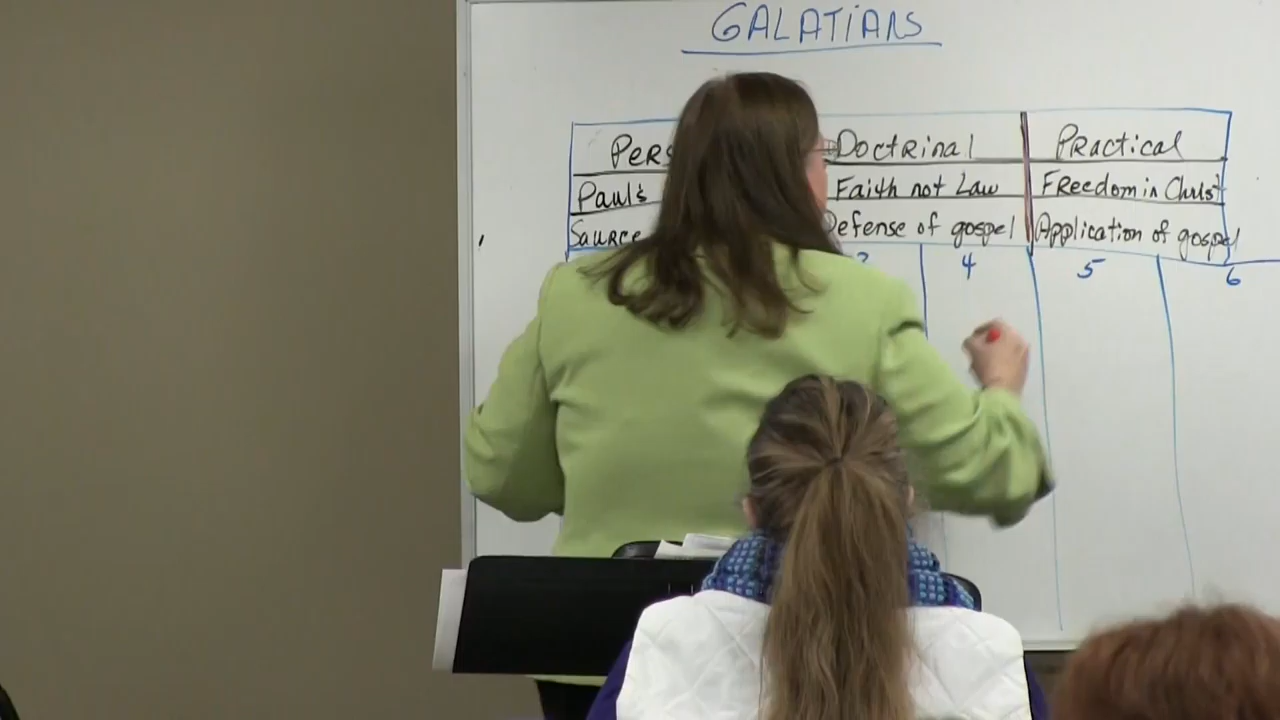 GALATIANS
Doctrinal Practical
Paul's Faith not Law Freedom in Christ
Source Defense of gospel Application of gospel
4 5 6